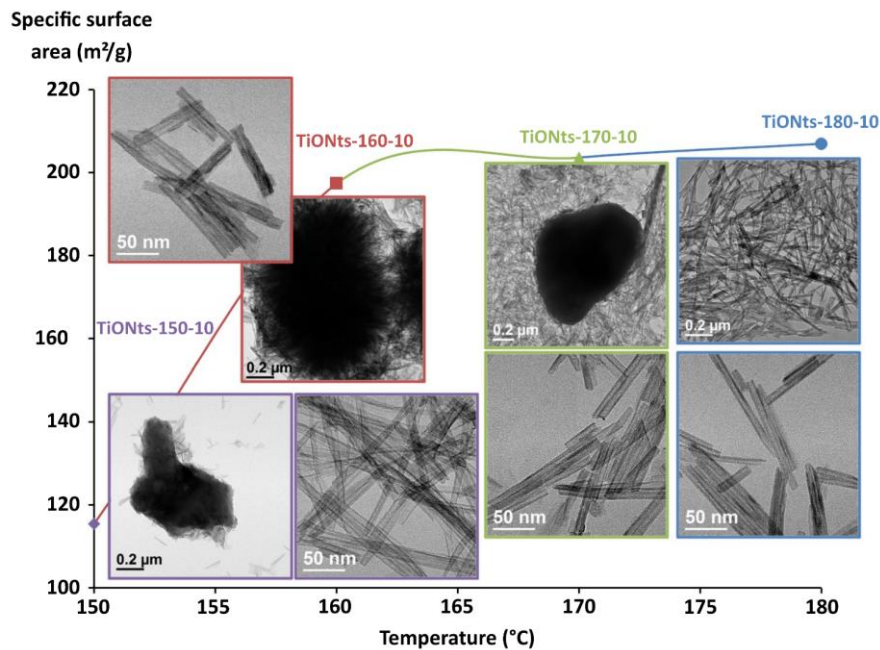 Specific surface
area (m²/g)
220
200
180
160
140
120
100
150
155
160
165
170
175
180
Temperature (°C)
TiONts-160-10
TiONts-170-10
TiONts-180-10
TiONts-150-10
50 nm
0.2 µm
0.2 µm
0.2 µm
0.2 µm
50 nm
50 nm
50 nm